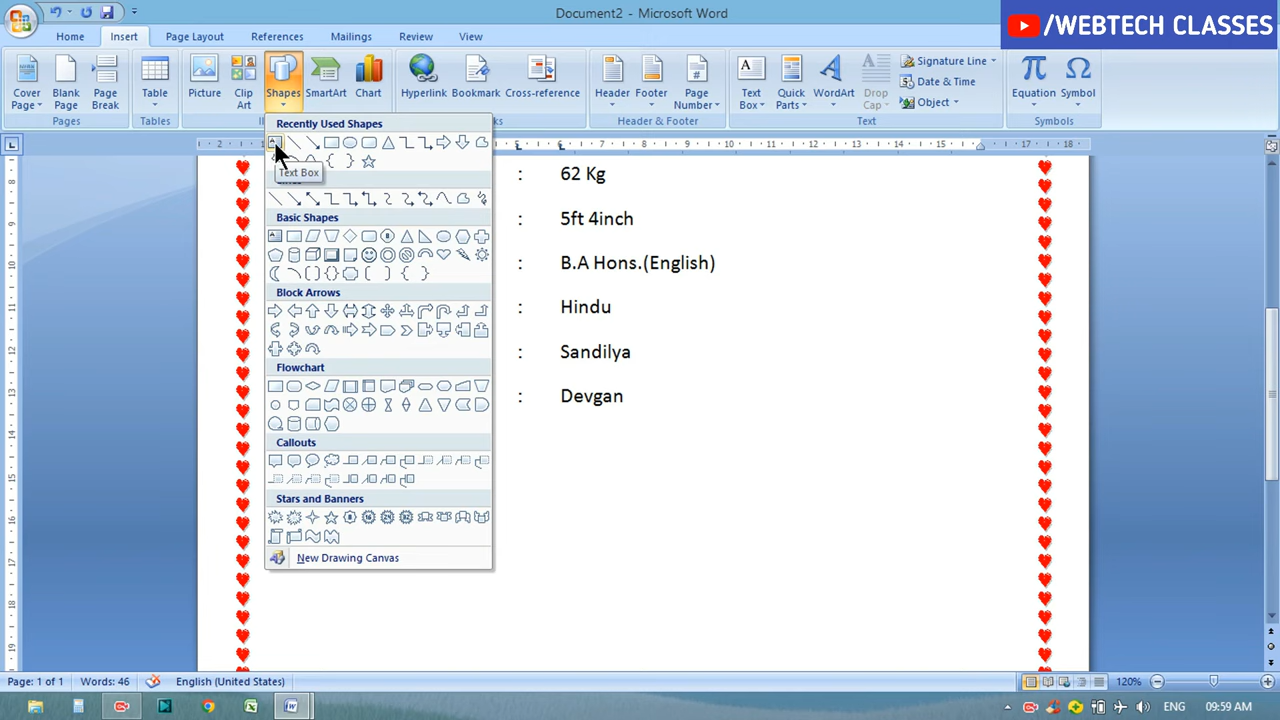 Document2 - Microsoft Word
/WEBTECH CLASSES
Home Insert Page Layout References Mailings Review View
Cover Page
Blank Page
Page Break
Table
Picture
Clip Art
Shapes
SmartArt
Chart
Hyperlink
Bookmark
Cross-reference
Header
Footer
Page Number
Text Box
Quick Parts
WordArt
Drop Cap
Signature Line
Date & Time
Object
Equation
Symbol
Pages
Tables
Header & Footer
Text
Symbols
Recently Used Shapes
Text Box
Basic Shapes
Block Arrows
Flowchart
Callouts
Stars and Banners
New Drawing Canvas
: 62 Kg
: 5ft 4inch
: B.A Hons.(English)
: Hindu
: Sandilya
: Devgan
Page: 1 of 1 Words: 46 English (United States) 120%
ENG 09:59 AM